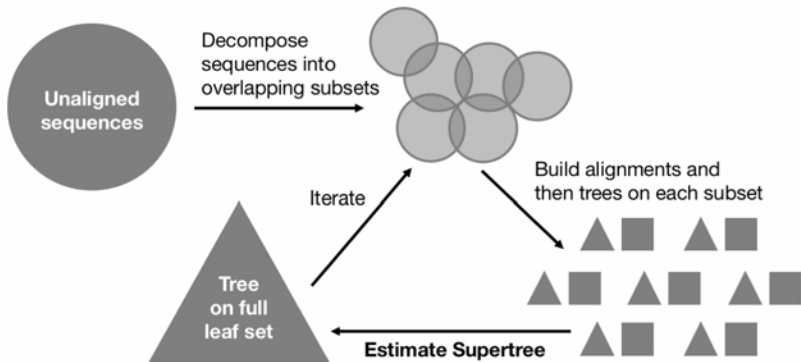 Unaligned
sequences
Decompose
sequences into
overlapping subsets
Build alignments and
then trees on each subset
Iterate
Tree
on full
leaf set
Estimate Supertree